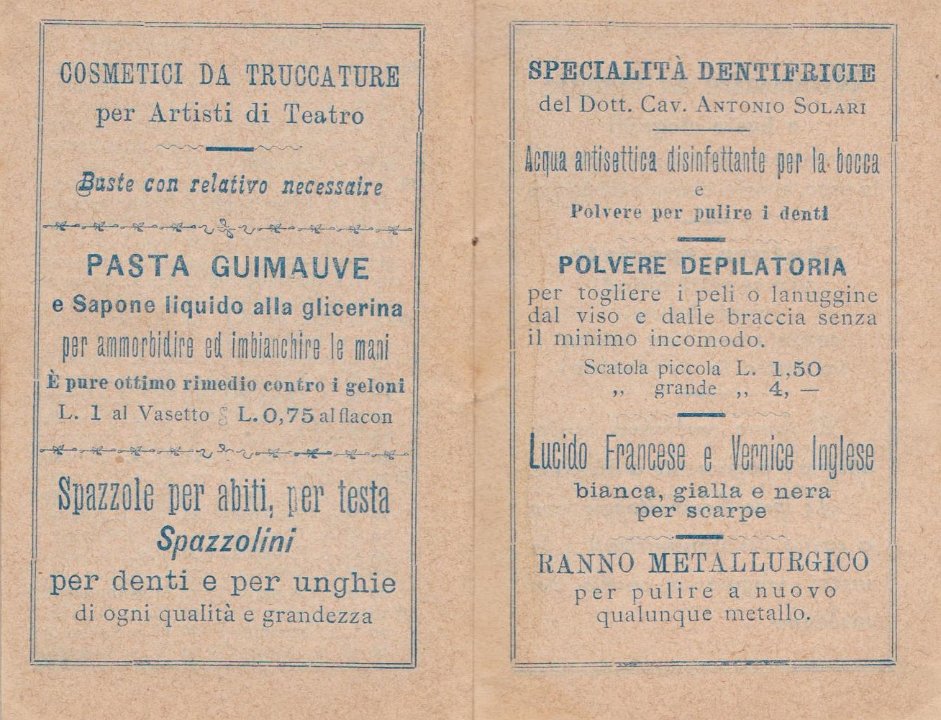 COSMETICI DA TRUCCATURE
per Artisti di Teatro
Buste con relativo necessaire
PASTA GUIMAUVE
e Sapone liquido alla glicerina
per ammorbidire ed imbianchire le mani
È pure ottimo rimedio contro i geloni
L. 1 al Vasetto § L. 0,75 al flacon
Spazzole per abiti, per testa
Spazzolini
per denti e per unghie
di ogni qualità e grandezza
SPECIALITÀ DENTIFRICIE
del Dott. Cav. ANTONIO SOLARI
Acqua antisettica disinfettante per la bocca
e
Polvere per pulire i denti
POLVERE DEPILATORIA
per togliere i peli o lanuggine
dal viso e dalle braccia senza
il minimo incomodo.
Scatola piccola L. 1,50
„ grande „ 4, —
Lucido Francese e Vernice Inglese
bianca, gialla e nera
per scarpe
RANNO METALLURGICO
per pulire a nuovo
qualunque metallo.